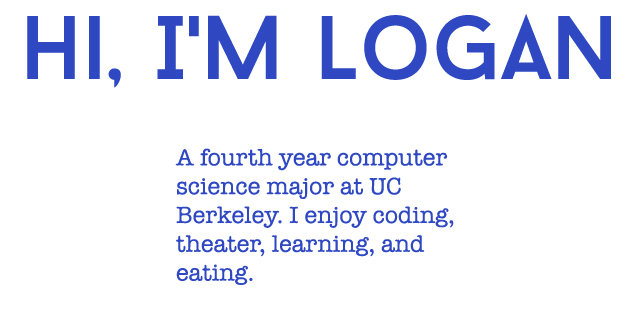 HI, I'M LOGAN
A fourth year computer
science major at UC
Berkeley. I enjoy coding,
theater, learning, and
eating.